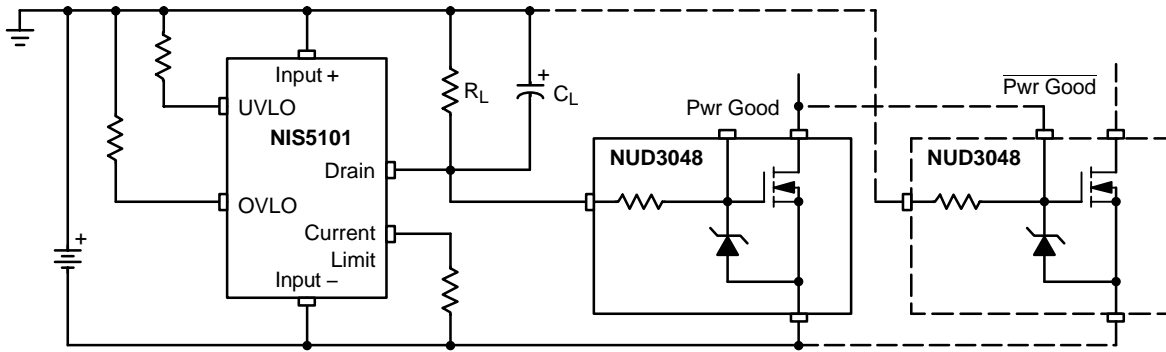 Input +
UVLO
NIS5101
Drain
OVLO
Current
Limit
Input –
+
R_L
+
C_L
Pwr Good
NUD3048
Pwr Good
NUD3048